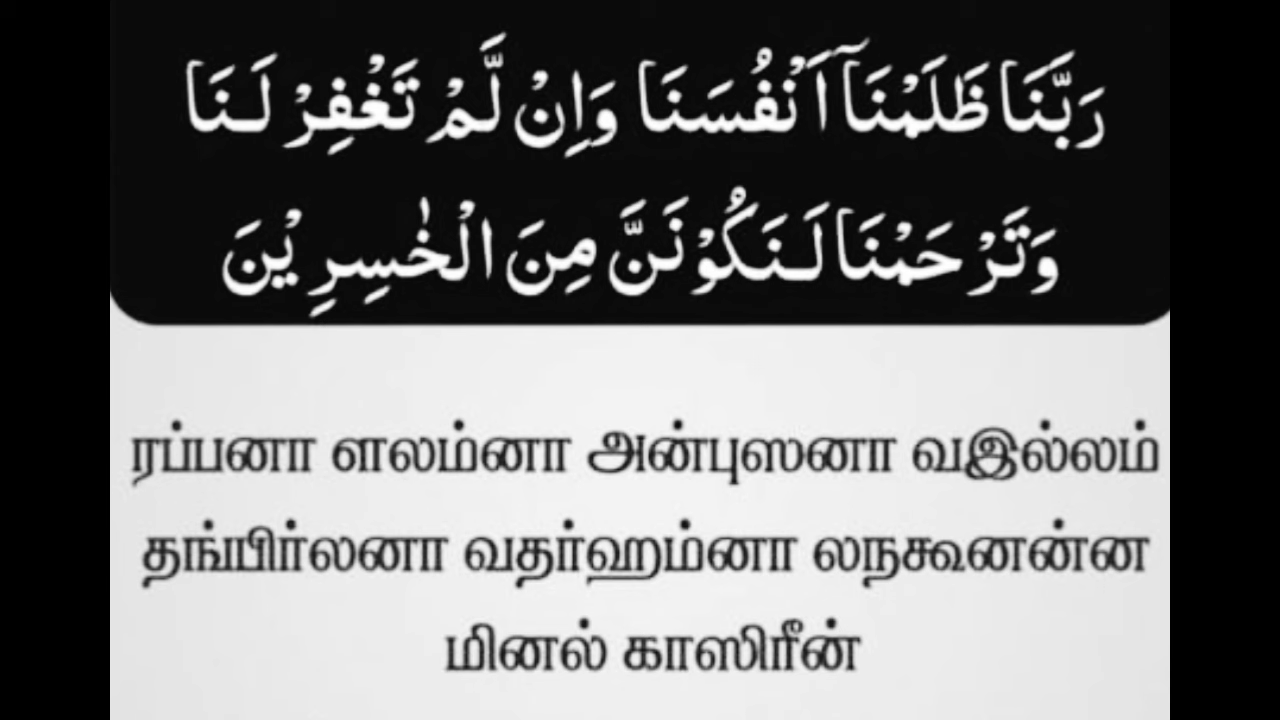 رَبَّنَا ظَلَمْنَآ اَنْفُسَنَا وَاِنْ لَّمْ تَغْفِرْ لَـنَا
وَتَرْحَمْنَا لَـنَكُوْنَنَّ مِنَ الْخٰسِرِيْنَ
ரப்பனா ளலம்னா அன்புஸனா வஇல்லம்
தங்பிர்லனா வதர்ஹம்னா லநகூனன்ன
மினல் காஸிரீன்